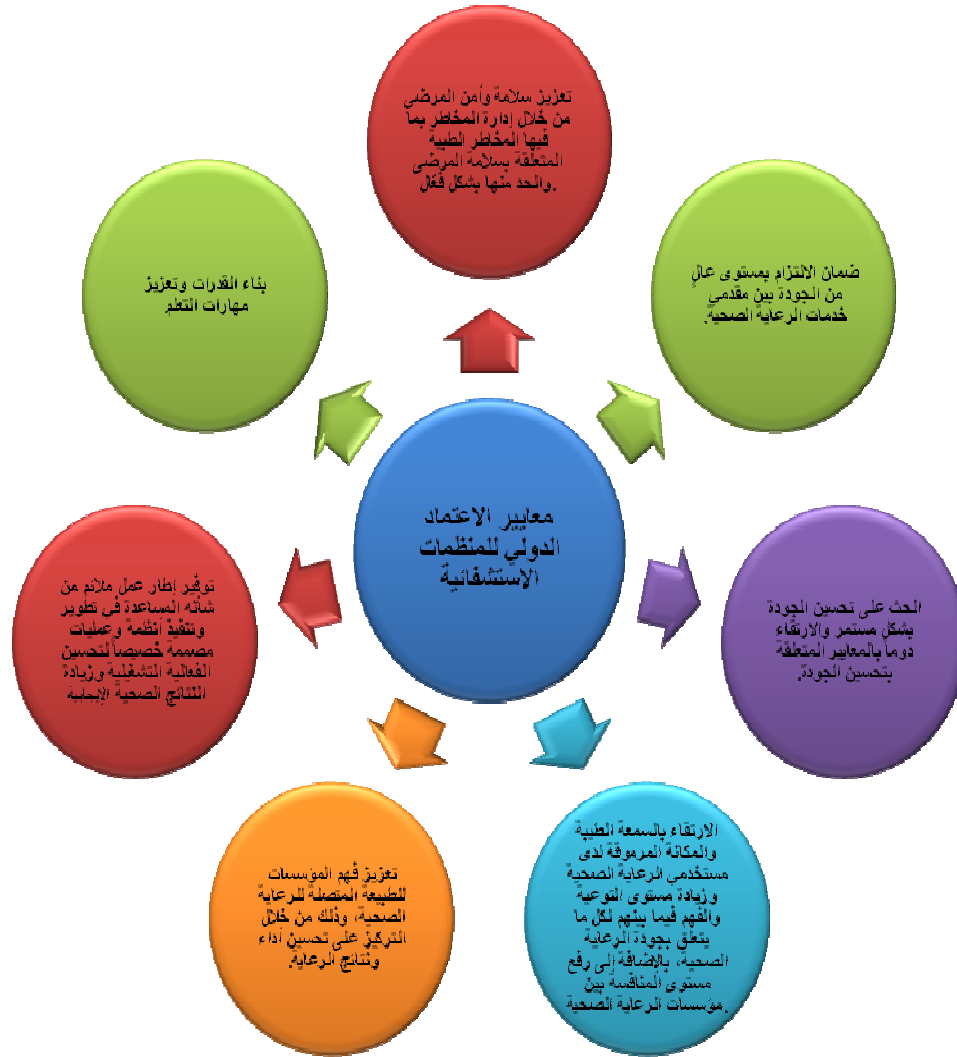 تعزيز سلامة وأمن المرضى
من خلال إدارة المخاطر بما
فيها المخاطر الطبية
المتعلقة بسلامة المرضى
والحد منها بشكل فعّال.
ضمان الالتزام بمستوى عالٍ
من الجودة بين مقدمي
خدمات الرعاية الصحية.
الحث على تحسين الجودة
بشكل مستمر والارتقاء
دوماً بالمعايير المتعلقة
بتحسين الجودة.
الارتقاء بالسمعة الطيبة
والمكانة المرموقة لدى
مستخدمي الرعاية الصحية
وزيادة مستوى التوعية
والفهم فيما بينهم لكل ما
يتعلق بجودة الرعاية
الصحية، بالإضافة إلى رفع
مستوى المنافسة بين
مؤسسات الرعاية الصحية.
تعزيز فهم المؤسسات
للطبيعة المتصلة للرعاية
الصحية، وذلك من خلال
التركيز على تحسين أداء
ونتائج الرعاية.
توفير إطار عمل ملائم من
شأنه المساعدة في تطوير
وتنفيذ أنظمة وعمليات
مصممة خصيصاً لتحسين
الفعالية التشغيلية وزيادة
النتائج الصحية الإيجابية
بناء القدرات وتعزيز
مهارات التعلم
معايير الاعتماد
الدولي للمنظمات
الإستشفائية